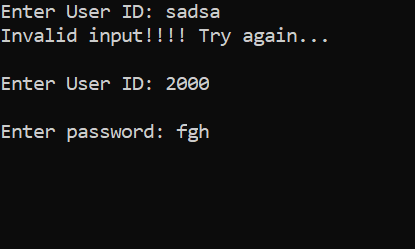 Enter User ID: sadsa
Invalid input!!!! Try again...
Enter User ID: 2000
Enter password: fgh